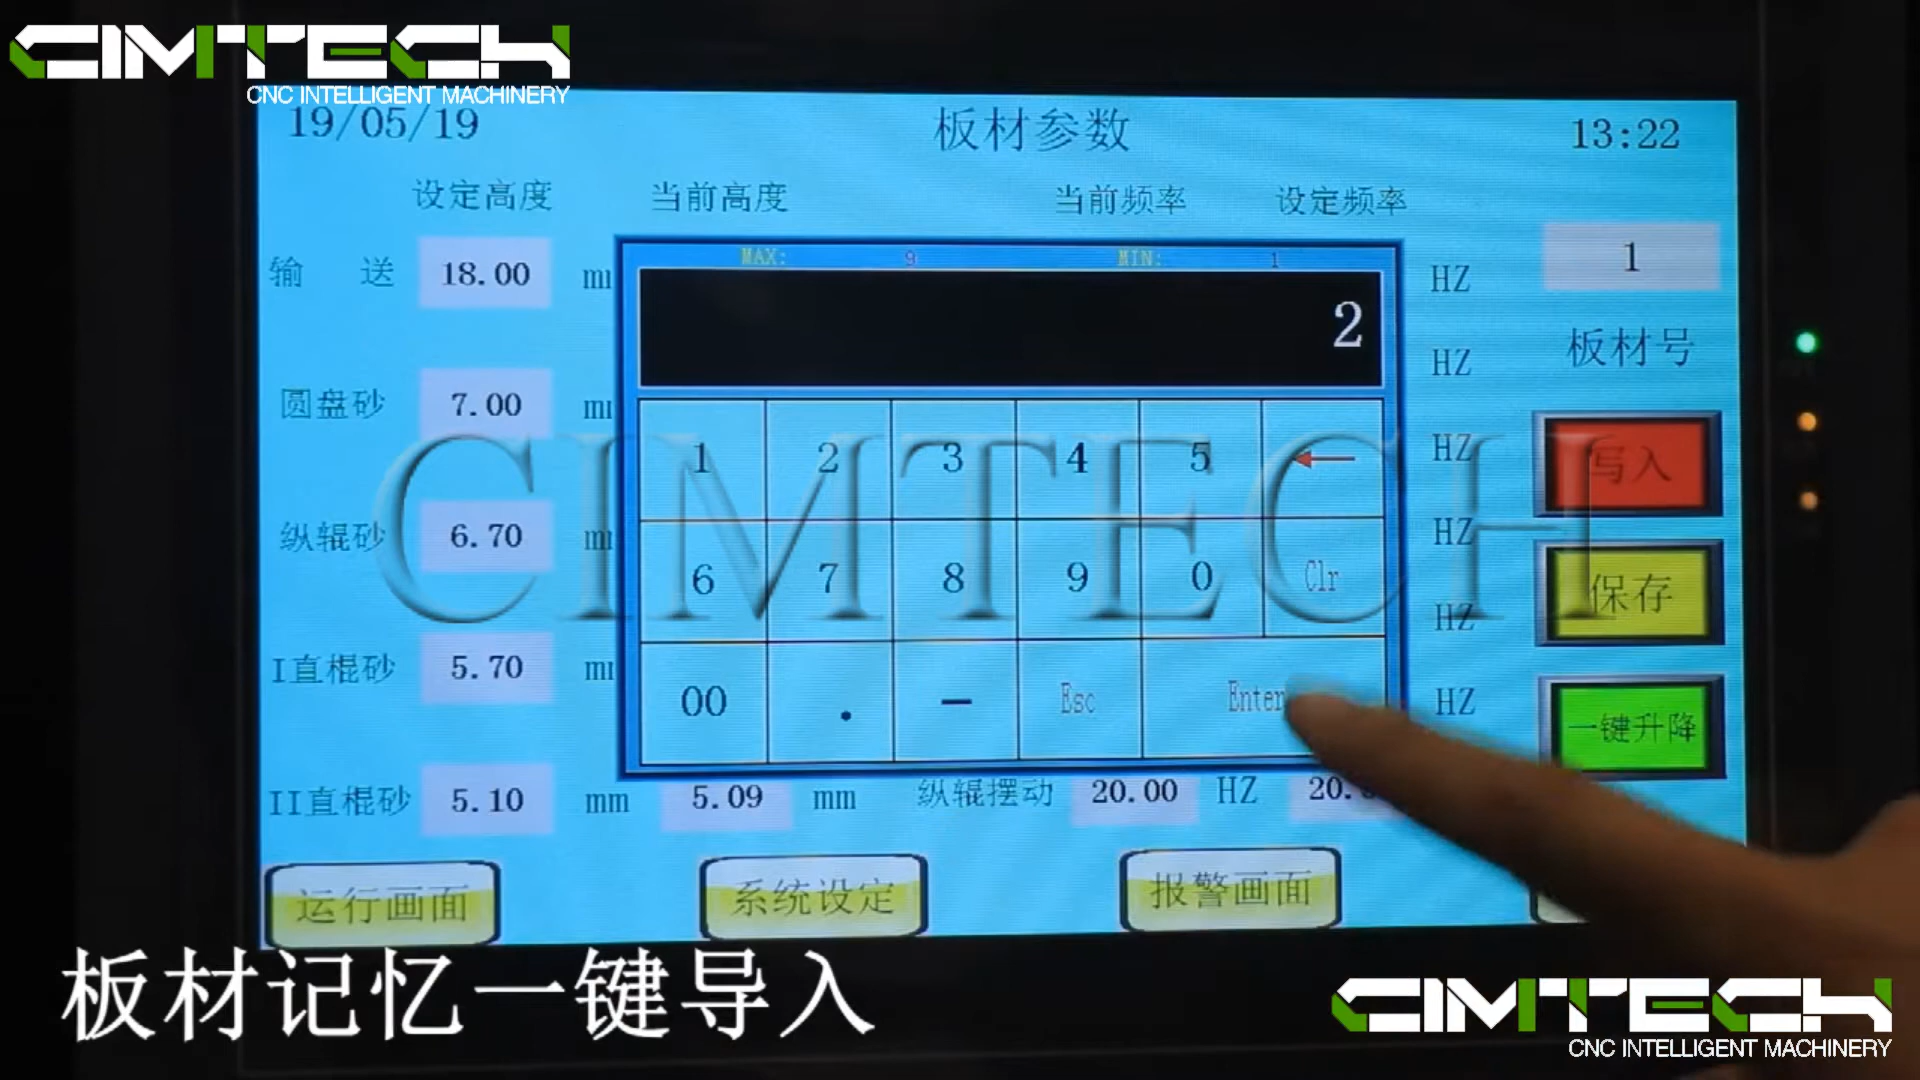 CIMTECH
CNC INTELLIGENT MACHINERY
19/05/19 板材参数 13:22
设定高度 当前高度 当前频率 设定频率
输 送 18.00 HZ 1
MAX: 9 MIN: 1
2
HZ 板材号
圆盘砂 7.00
1 2 3 4 5 ← HZ 写入
纵辊砂 6.70 HZ
6 7 8 9 0 Clr HZ 保存
I直棍砂 5.70
00 . — Esc Enter HZ 一键升降
II直棍砂 5.10 mm 5.09 mm 纵辊摆动 20.00 HZ
运行画面 系统设定 报警画面
CIMTECH
板材记忆一键导入
CIMTECH
CNC INTELLIGENT MACHINERY